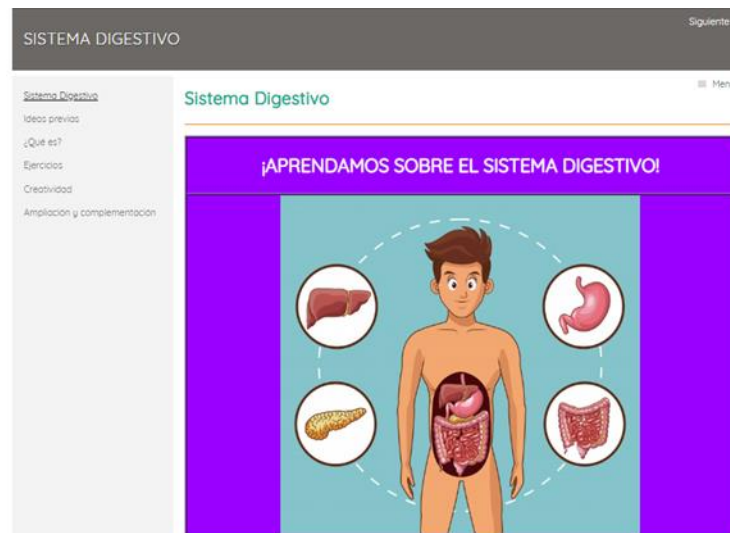 SISTEMA DIGESTIVO
Siguiente
Sistema Digestivo
Ideas previas
¿Qué es?
Ejercicios
Creatividad
Ampliación y complementación
Men
Sistema Digestivo
¡APRENDAMOS SOBRE EL SISTEMA DIGESTIVO!